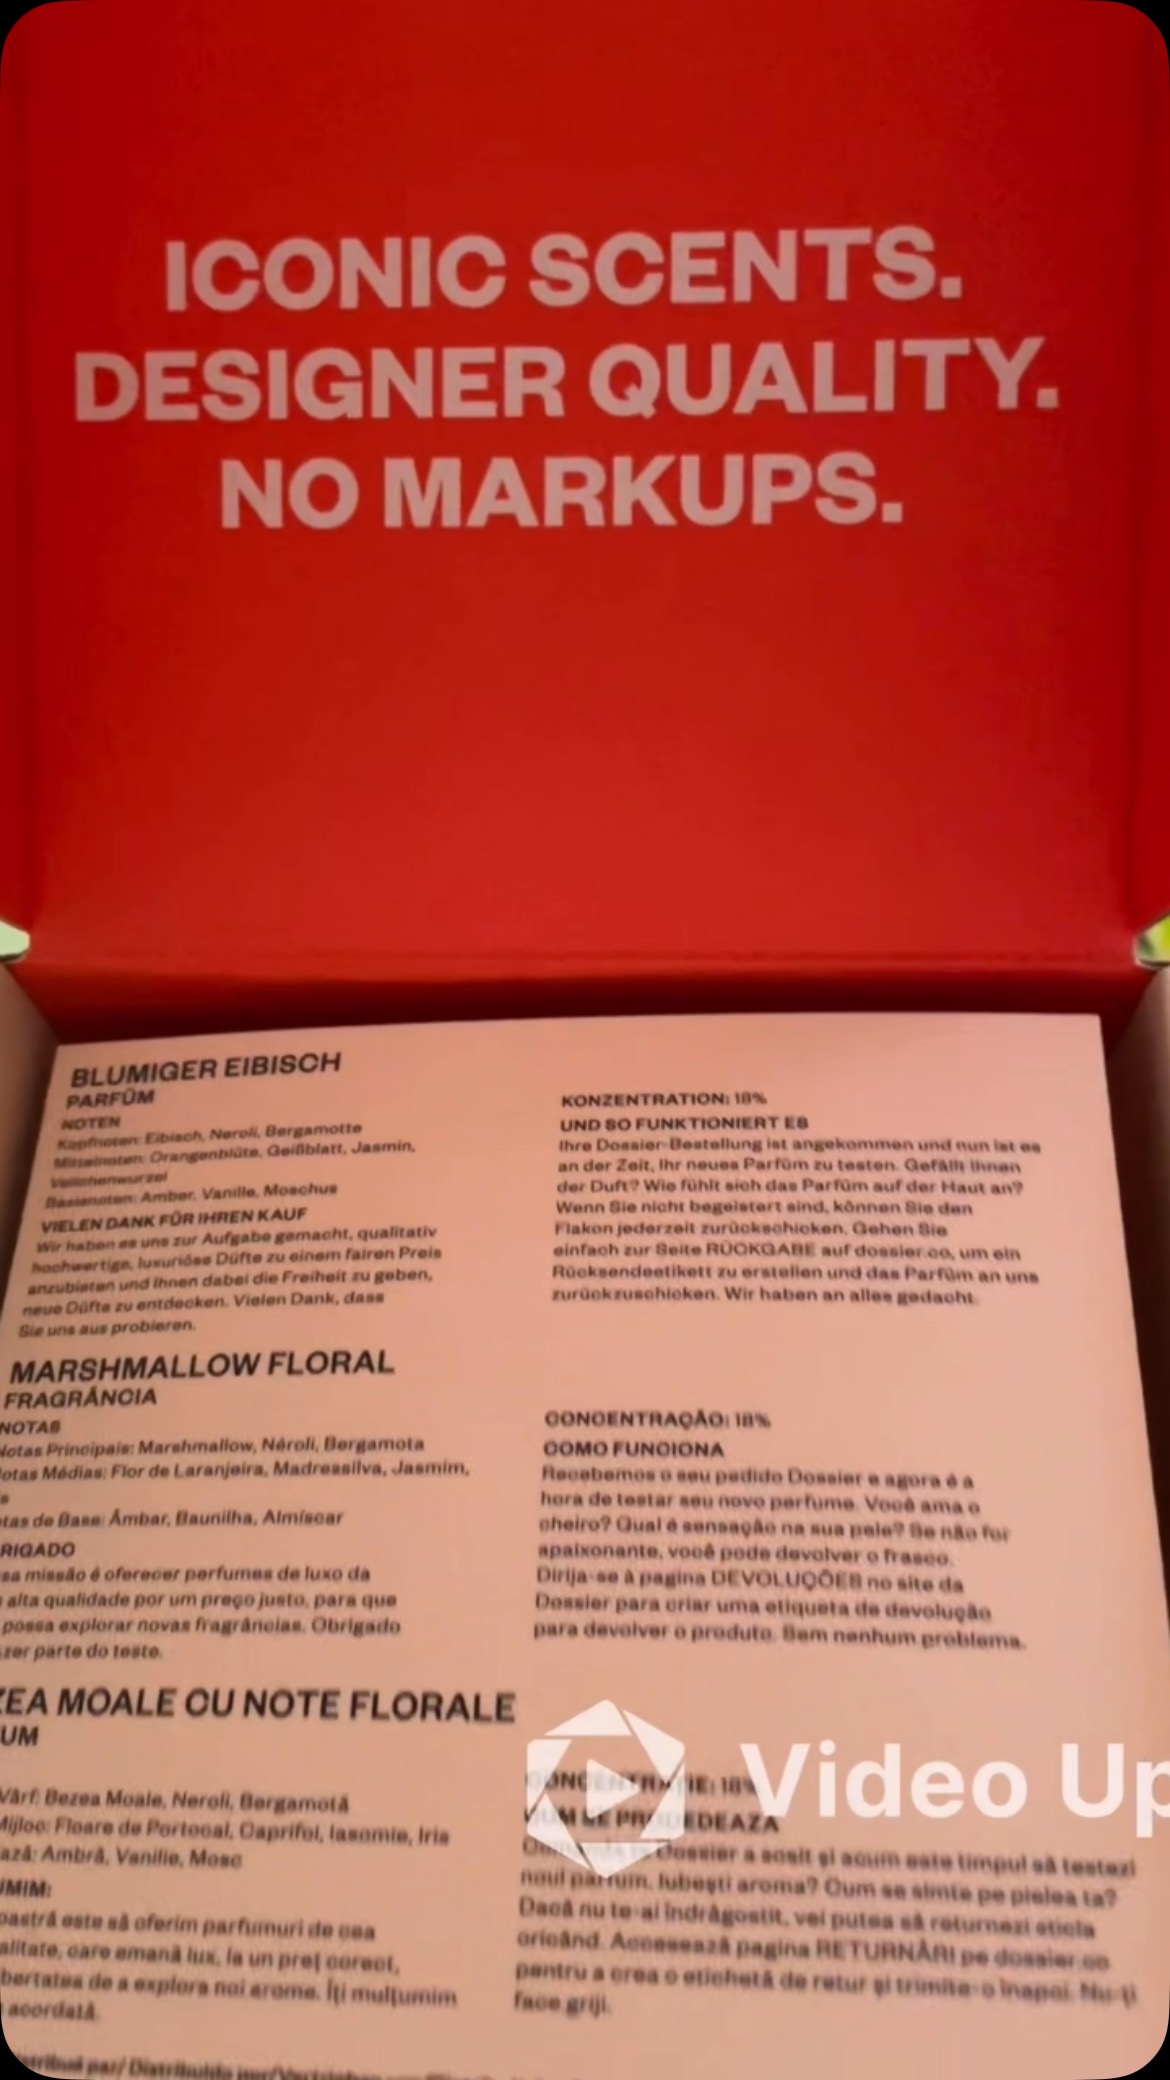 ICONIC SCENTS.
DESIGNER QUALITY.
NO MARKUPS.
BLUMIGER EIBISCH
PARFÜM
NOTEN
Kopfnoten: Eibisch, Neroli, Bergamotte
Mittelnoten: Orangenblüte, Geißblatt, Jasmin,
Veilchenwurzel
Basisnoten: Amber, Vanille, Moschus
VIELEN DANK FÜR IHREN KAUF
Wir haben es uns zur Aufgabe gemacht, qualitativ
hochwertige, luxuriöse Düfte zu einem fairen Preis
anzubieten und Ihnen dabei die Freiheit zu geben,
neue Düfte zu entdecken. Vielen Dank, dass
Sie uns aus probieren.
KONZENTRATION: 18%
UND SO FUNKTIONIERT ES
Ihre Dossier-Bestellung ist angekommen und nun ist es
an der Zeit, Ihr neues Parfüm zu testen. Gefällt Ihnen
der Duft? Wie fühlt sich das Parfüm auf der Haut an?
Wenn Sie nicht begeistert sind, können Sie den
Flakon jederzeit zurückschicken. Gehen Sie
einfach zur Seite RÜCKGABE auf dossier.co, um ein
Rücksendeetikett zu erstellen und das Parfüm an uns
zurückzuschicken. Wir haben an alles gedacht.
MARSHMALLOW FLORAL
FRAGRÂNCIA
NOTAS
Notas Principais: Marshmallow, Néroli, Bergamota
Notas Médias: Flor de Laranjeira, Madressilva, Jasmim,
s
tas de Base: Âmbar, Baunilha, Almíscar
RIGADO
sa missão é oferecer perfumes de luxo da
alta qualidade por um preço justo, para que
possa explorar novas fragrâncias. Obrigado
zer parte do teste.
CONCENTRAÇÃO: 18%
COMO FUNCIONA
Recebemos o seu pedido Dossier e agora é a
hora de testar seu novo perfume. Você ama o
cheiro? Qual é sensação na sua pele? Se não for
apaixonante, você pode devolver o frasco.
Dirija-se à pagina DEVOLUÇÕES no site da
Dossier para criar uma etiqueta de devolução
para devolver o produto. Sem nenhum problema.
ZEA MOALE CU NOTE FLORALE
UM
Vârf: Bezea Moale, Neroli, Bergamotă
Mijloc: Floare de Portocal, Caprifoi, Iasomie, Iris
ază: Ambră, Vanilie, Mosc
UMIM:
oastră este să oferim parfumuri de cea
alitate, care emană lux, la un preț corect,
bertatea de a explora noi arome. Îți mulțumim
acordată.
18%
Dossier a sosit și acum este timpul să testezi
noul parfum. Iubești aroma? Cum se simte pe pielea ta?
Dacă nu te-ai îndrăgostit, vei putea să returnezi sticla
oricând. Accesează pagina RETURNĂRI pe dossier.co
pentru a crea o etichetă de retur și trimite-o înapoi. Nu-ți
face griji.
Video Up